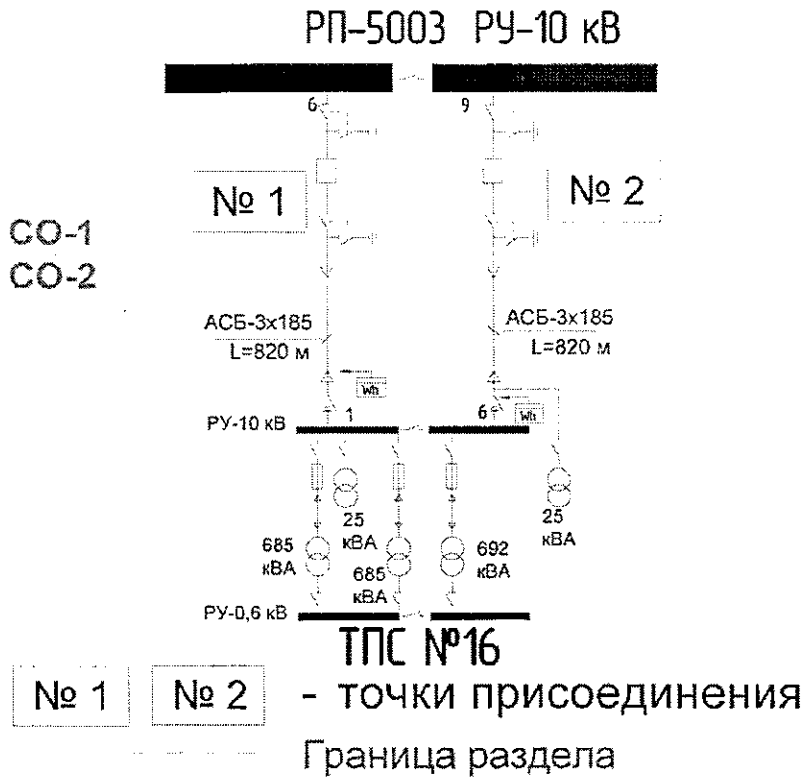 РП-5003 РУ-10 кВ
6
9
№ 1
№ 2
СО-1
СО-2
АСБ-3х185
L=820 м
АСБ-3х185
L=820 м
Wh
Wh
РУ-10 кВ
1
6
25
кВА
25
кВА
685
кВА
685
кВА
692
кВА
РУ-0,6 кВ
ТПС №16
№ 1 № 2 - точки присоединения
Граница раздела